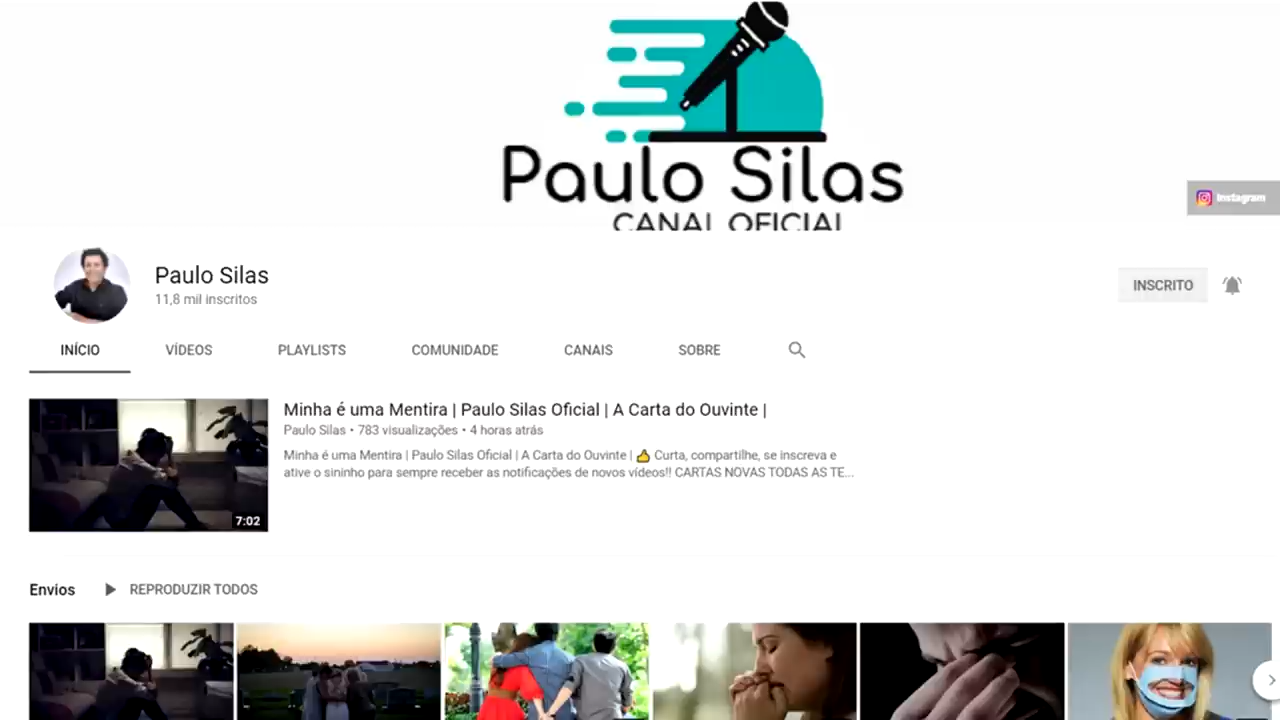 Paulo Silas
CANAL OFICIAL
Instagram
Paulo Silas
11,8 mil inscritos
INSCRITO
INÍCIO VÍDEOS PLAYLISTS COMUNIDADE CANAIS SOBRE
Minha é uma Mentira | Paulo Silas Oficial | A Carta do Ouvinte |
Paulo Silas • 783 visualizações • 4 horas atrás
Minha é uma Mentira | Paulo Silas Oficial | A Carta do Ouvinte | 👍 Curta, compartilhe, se inscreva e
ative o sininho para sempre receber as notificações de novos vídeos!! CARTAS NOVAS TODAS AS TE...
7:02
Envios REPRODUZIR TODOS